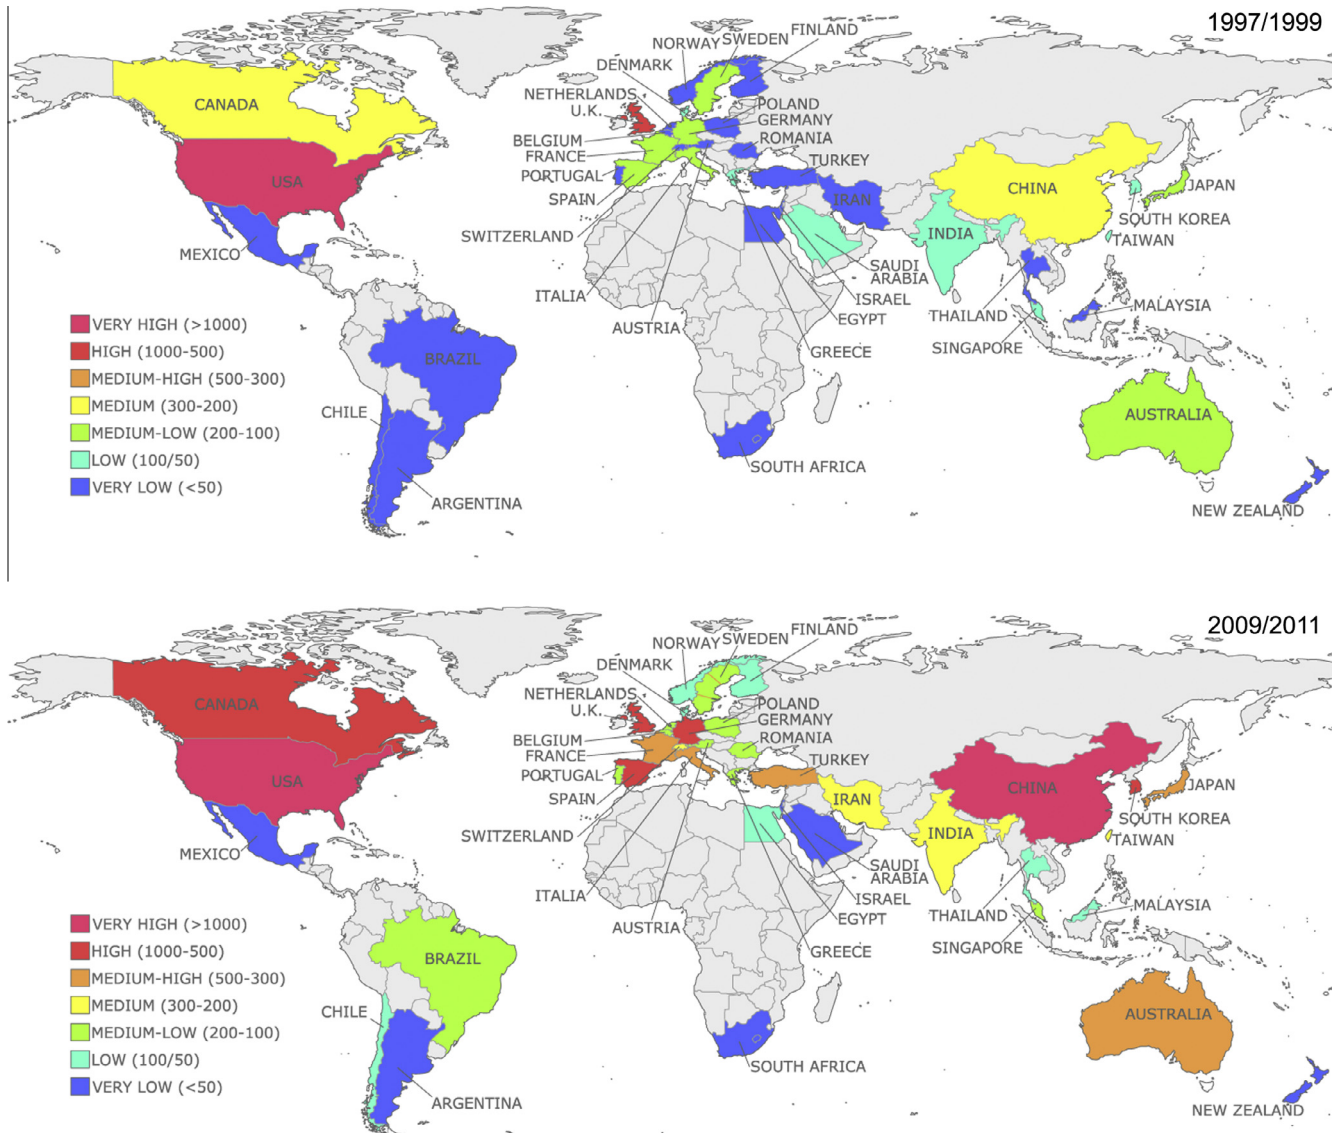 1997/1999
NORWAY
SWEDEN
FINLAND
DENMARK
NETHERLANDS
U.K.
POLAND
GERMANY
BELGIUM
ROMANIA
FRANCE
TURKEY
PORTUGAL
SPAIN
CANADA
USA
MEXICO
IRAN
CHINA
JAPAN
SOUTH KOREA
TAIWAN
INDIA
SWITZERLAND
SAUDI
ARABIA
ITALIA
ISRAEL
EGYPT
AUSTRIA
GREECE
THAILAND
MALAYSIA
SINGAPORE
BRAZIL
CHILE
ARGENTINA
SOUTH AFRICA
AUSTRALIA
NEW ZEALAND
VERY HIGH (>1000)
HIGH (1000-500)
MEDIUM-HIGH (500-300)
MEDIUM (300-200)
MEDIUM-LOW (200-100)
LOW (100/50)
VERY LOW (<50)
2009/2011
NORWAY
SWEDEN
FINLAND
DENMARK
NETHERLANDS
U.K.
POLAND
GERMANY
BELGIUM
ROMANIA
FRANCE
TURKEY
PORTUGAL
SPAIN
CANADA
USA
MEXICO
IRAN
CHINA
JAPAN
SOUTH KOREA
TAIWAN
INDIA
SWITZERLAND
SAUDI
ARABIA
ITALIA
ISRAEL
EGYPT
AUSTRIA
GREECE
THAILAND
MALAYSIA
SINGAPORE
BRAZIL
CHILE
ARGENTINA
SOUTH AFRICA
AUSTRALIA
NEW ZEALAND
VERY HIGH (>1000)
HIGH (1000-500)
MEDIUM-HIGH (500-300)
MEDIUM (300-200)
MEDIUM-LOW (200-100)
LOW (100/50)
VERY LOW (<50)